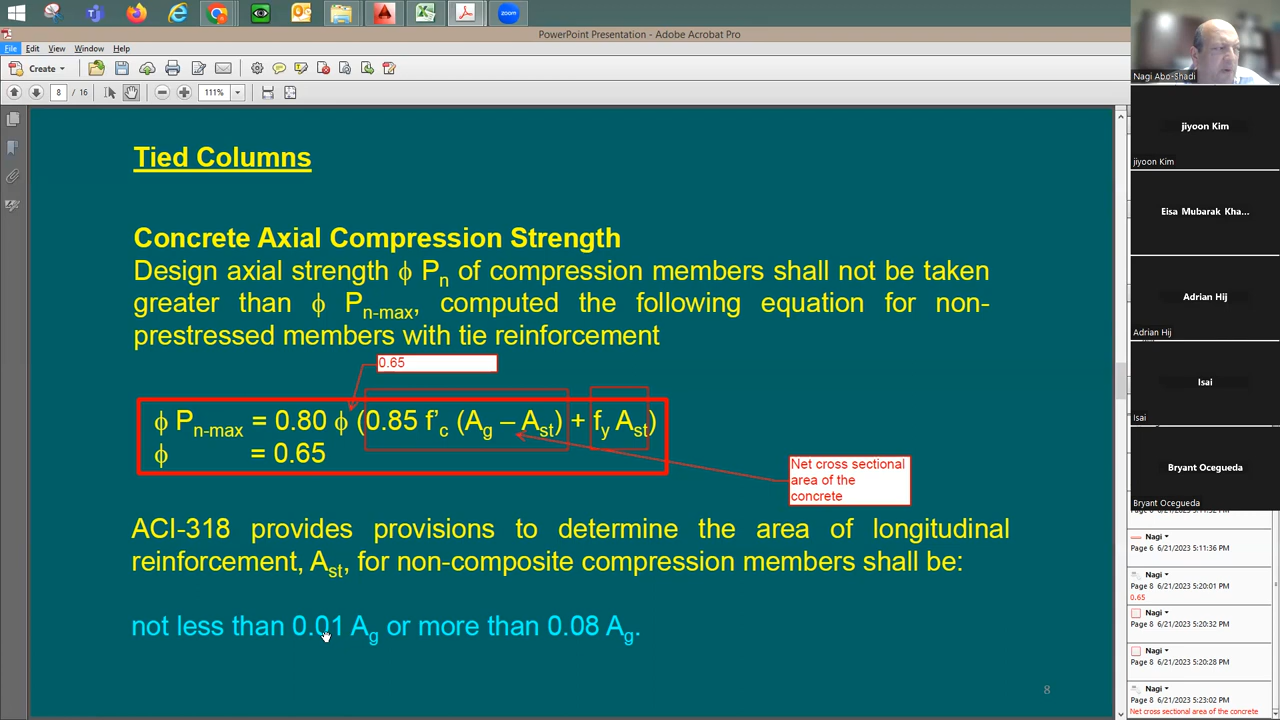 zoom
PowerPoint Presentation - Adobe Acrobat Pro
File Edit View Window Help
Create
8 / 16 111%
Tied Columns
Concrete Axial Compression Strength
Design axial strength ϕ Pn of compression members shall not be taken
greater than ϕ Pn-max, computed the following equation for non-
prestressed members with tie reinforcement
0.65
ϕ Pn-max = 0.80 ϕ (0.85 f’c (Ag – Ast) + fy Ast)
ϕ = 0.65
Net cross sectional
area of the
concrete
ACI-318 provides provisions to determine the area of longitudinal
reinforcement, Ast, for non-composite compression members shall be:
not less than 0.01 Ag or more than 0.08 Ag.
8
Nagi Abo-Shadi
jiyoon Kim
jiyoon Kim
Eisa Mubarak Kha...
Adrian Hij
Adrian Hij
Isai
Isai
Bryant Ocegueda
Bryant Ocegueda
Nagi
Page 6 6/21/2023 5:11:36 PM
Nagi
Page 8 6/21/2023 5:20:01 PM
0.65
Nagi
Page 8 6/21/2023 5:20:32 PM
Nagi
Page 8 6/21/2023 5:20:28 PM
Nagi
Page 8 6/21/2023 5:23:02 PM
Net cross sectional area of the concrete